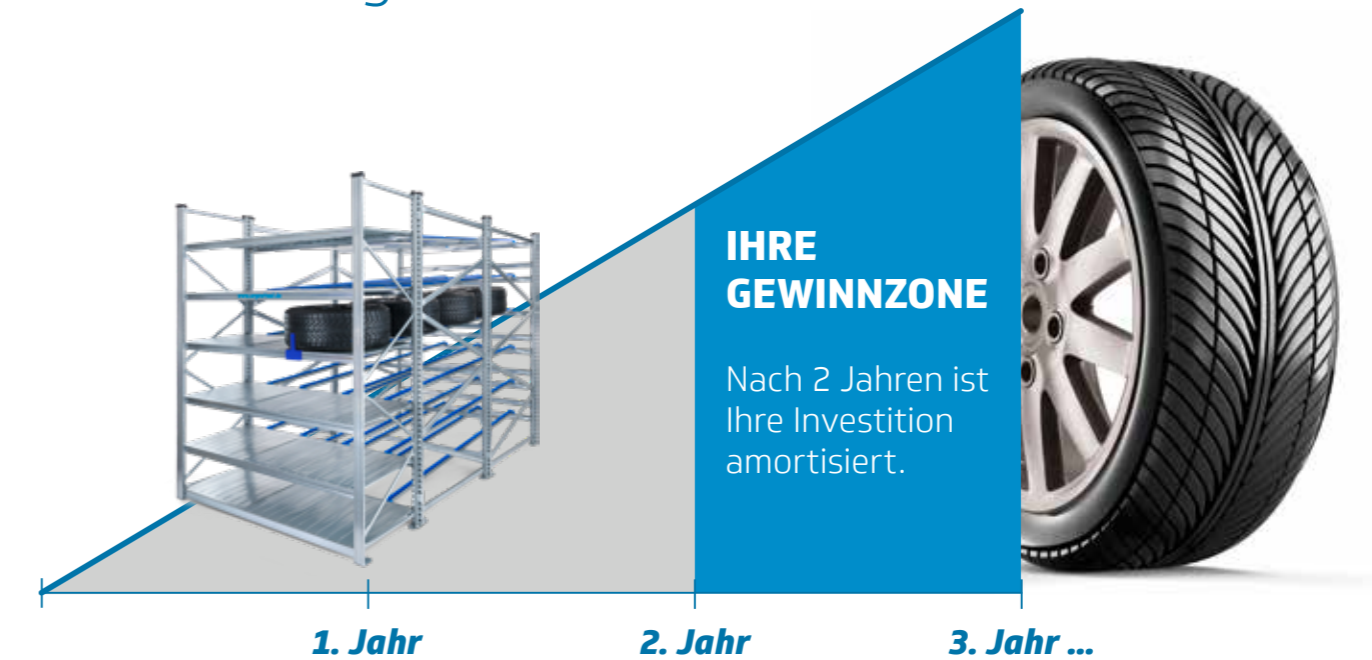 IHRE
GEWINNZONE
Nach 2 Jahren ist
Ihre Investition
amortisiert.
1. Jahr
2. Jahr
3. Jahr ...